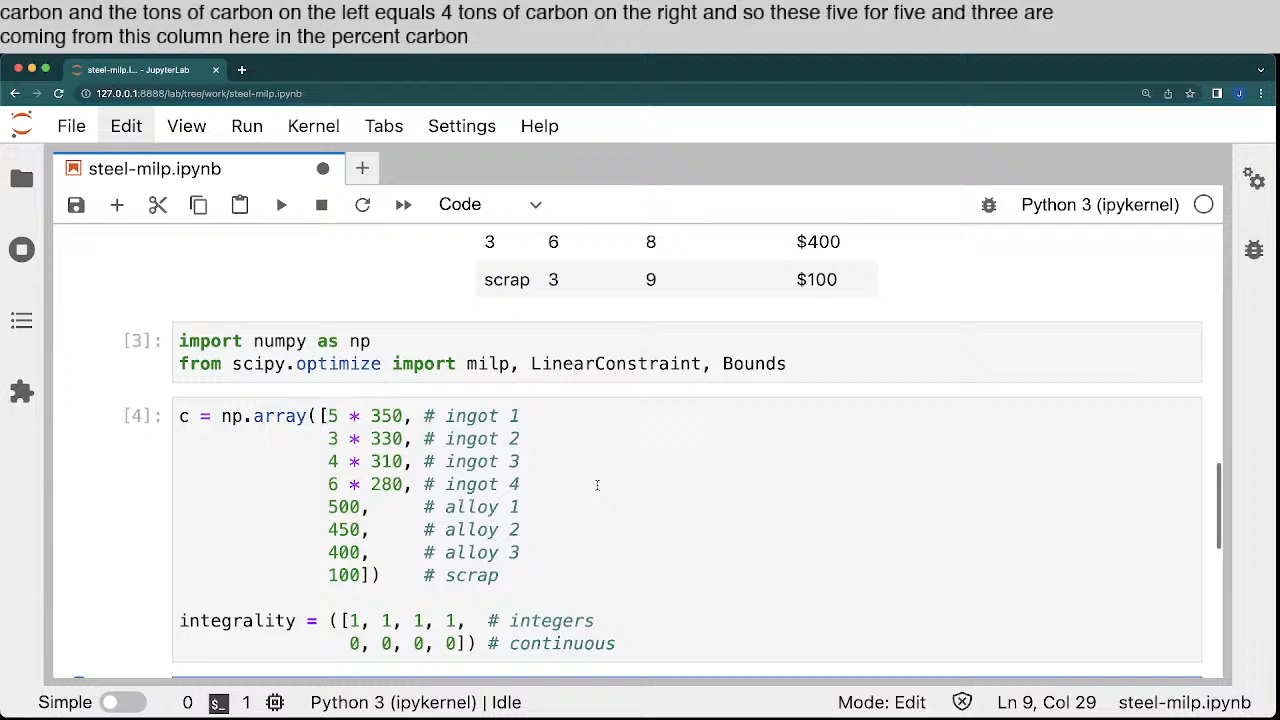 carbon and the tons of carbon on the left equals 4 tons of carbon on the right and so these five for five and three are
coming from this column here in the percent carbon
steel-milp.i... - JupyterLab
127.0.0.1:8888/lab/tree/work/steel-milp.ipynb
File Edit View Run Kernel Tabs Settings Help
steel-milp.ipynb
Code Python 3 (ipykernel)
3 6 8 $400
scrap 3 9 $100
[3]: import numpy as np
from scipy.optimize import milp, LinearConstraint, Bounds
[4]: c = np.array([5 * 350, # ingot 1
3 * 330, # ingot 2
4 * 310, # ingot 3
6 * 280, # ingot 4
500, # alloy 1
450, # alloy 2
400, # alloy 3
100]) # scrap
integrality = ([1, 1, 1, 1, # integers
0, 0, 0, 0]) # continuous
Simple 0 $_ 1 Python 3 (ipykernel) | Idle Mode: Edit Ln 9, Col 29 steel-milp.ipynb